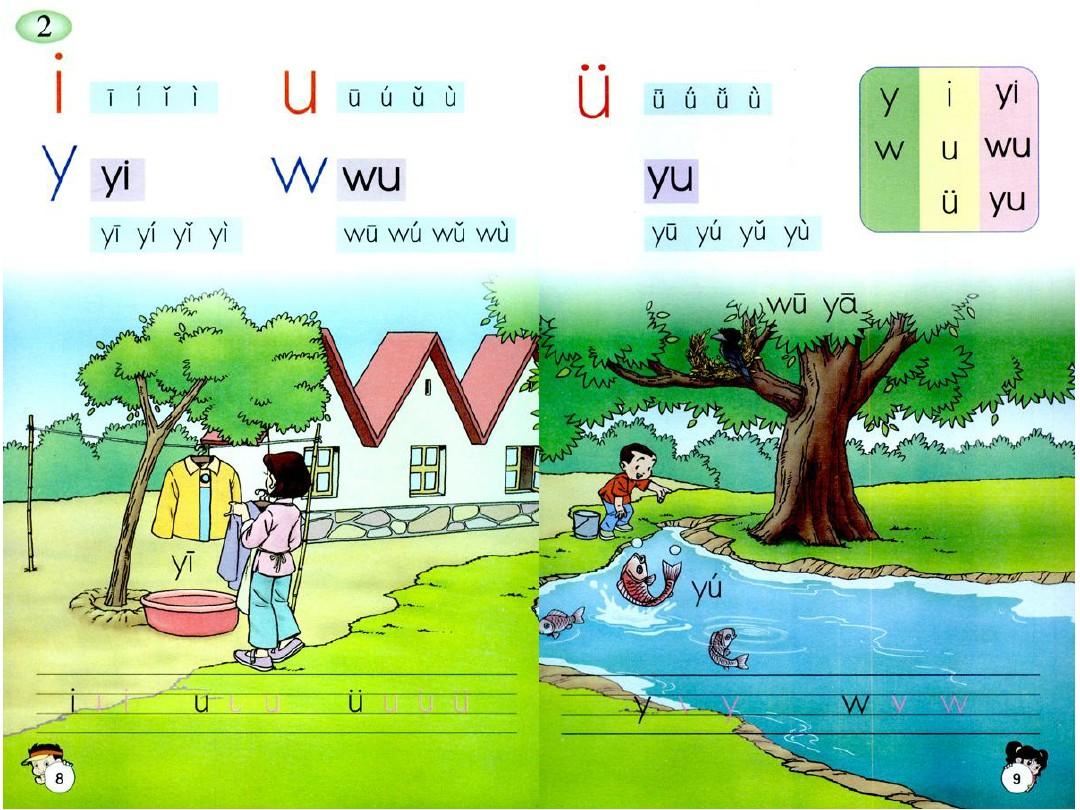 2
i ī í ǐ ì u ū ú ǔ ù
y yi w wu
yī yí yǐ yì wū wú wǔ wù
yī
i ı i u u ü u ü
8
ü ǖ ǘ ǚ ǜ
yu
yū yú yǔ yù
y i yi
w u wu
ü yu
wū yā
yú
y y w v w
9